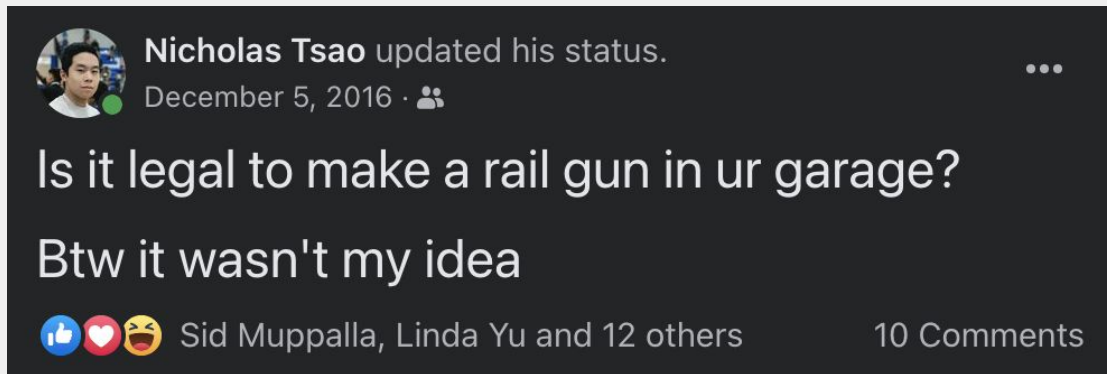 Nicholas Tsao updated his status.
December 5, 2016 ·
Is it legal to make a rail gun in ur garage?
Btw it wasn't my idea
Sid Muppalla, Linda Yu and 12 others 10 Comments